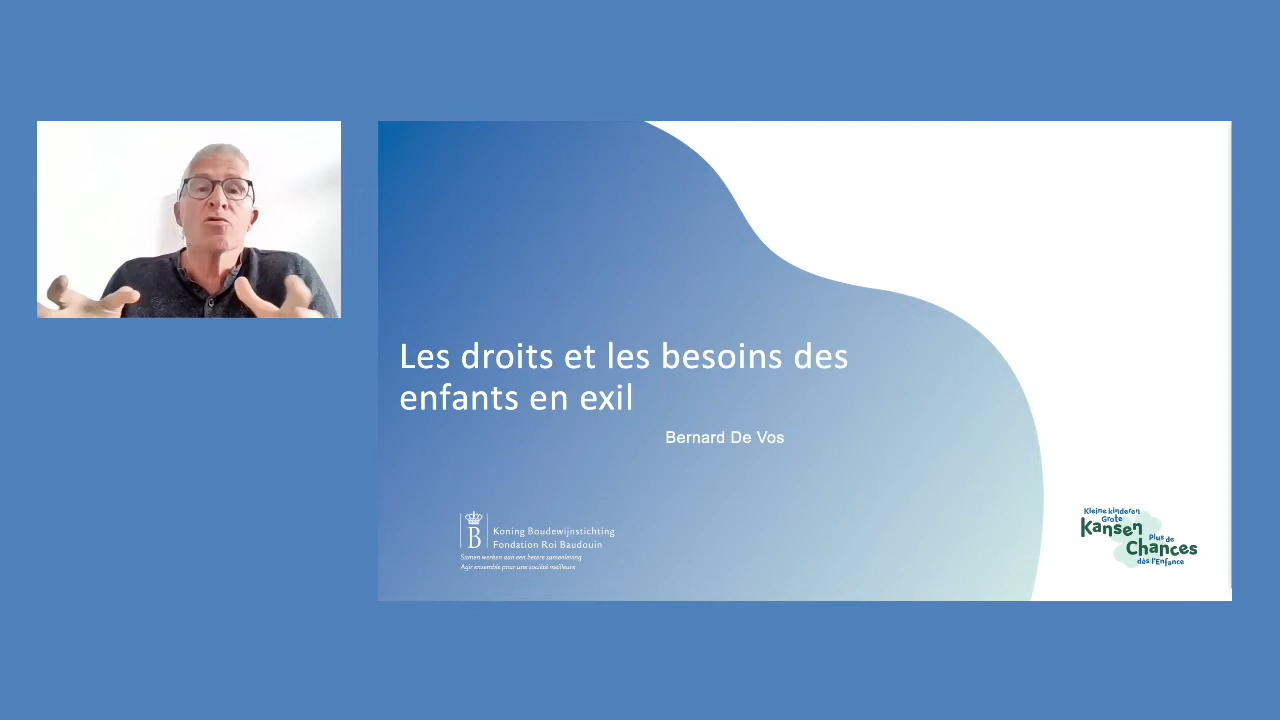 Les droits et les besoins des
enfants en exil
Bernard De Vos
B
Koning Boudewijnstichting
Fondation Roi Baudouin
Samen werken aan een betere samenleving
Agir ensemble pour une société meilleure
Kleine kinderen
Grote
Kansen
Plus de
Chances
dès l'Enfance